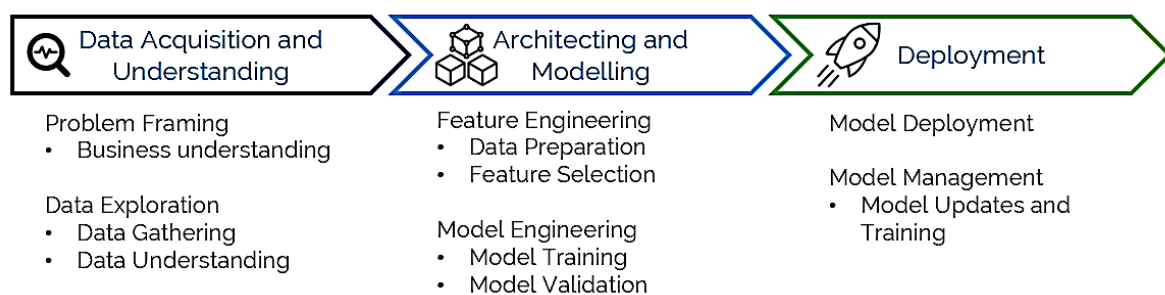 Data Acquisition and
Understanding
Problem Framing
• Business understanding
Data Exploration
• Data Gathering
• Data Understanding
Architecting and
Modelling
Feature Engineering
• Data Preparation
• Feature Selection
Model Engineering
• Model Training
• Model Validation
Deployment
Model Deployment
Model Management
• Model Updates and
Training